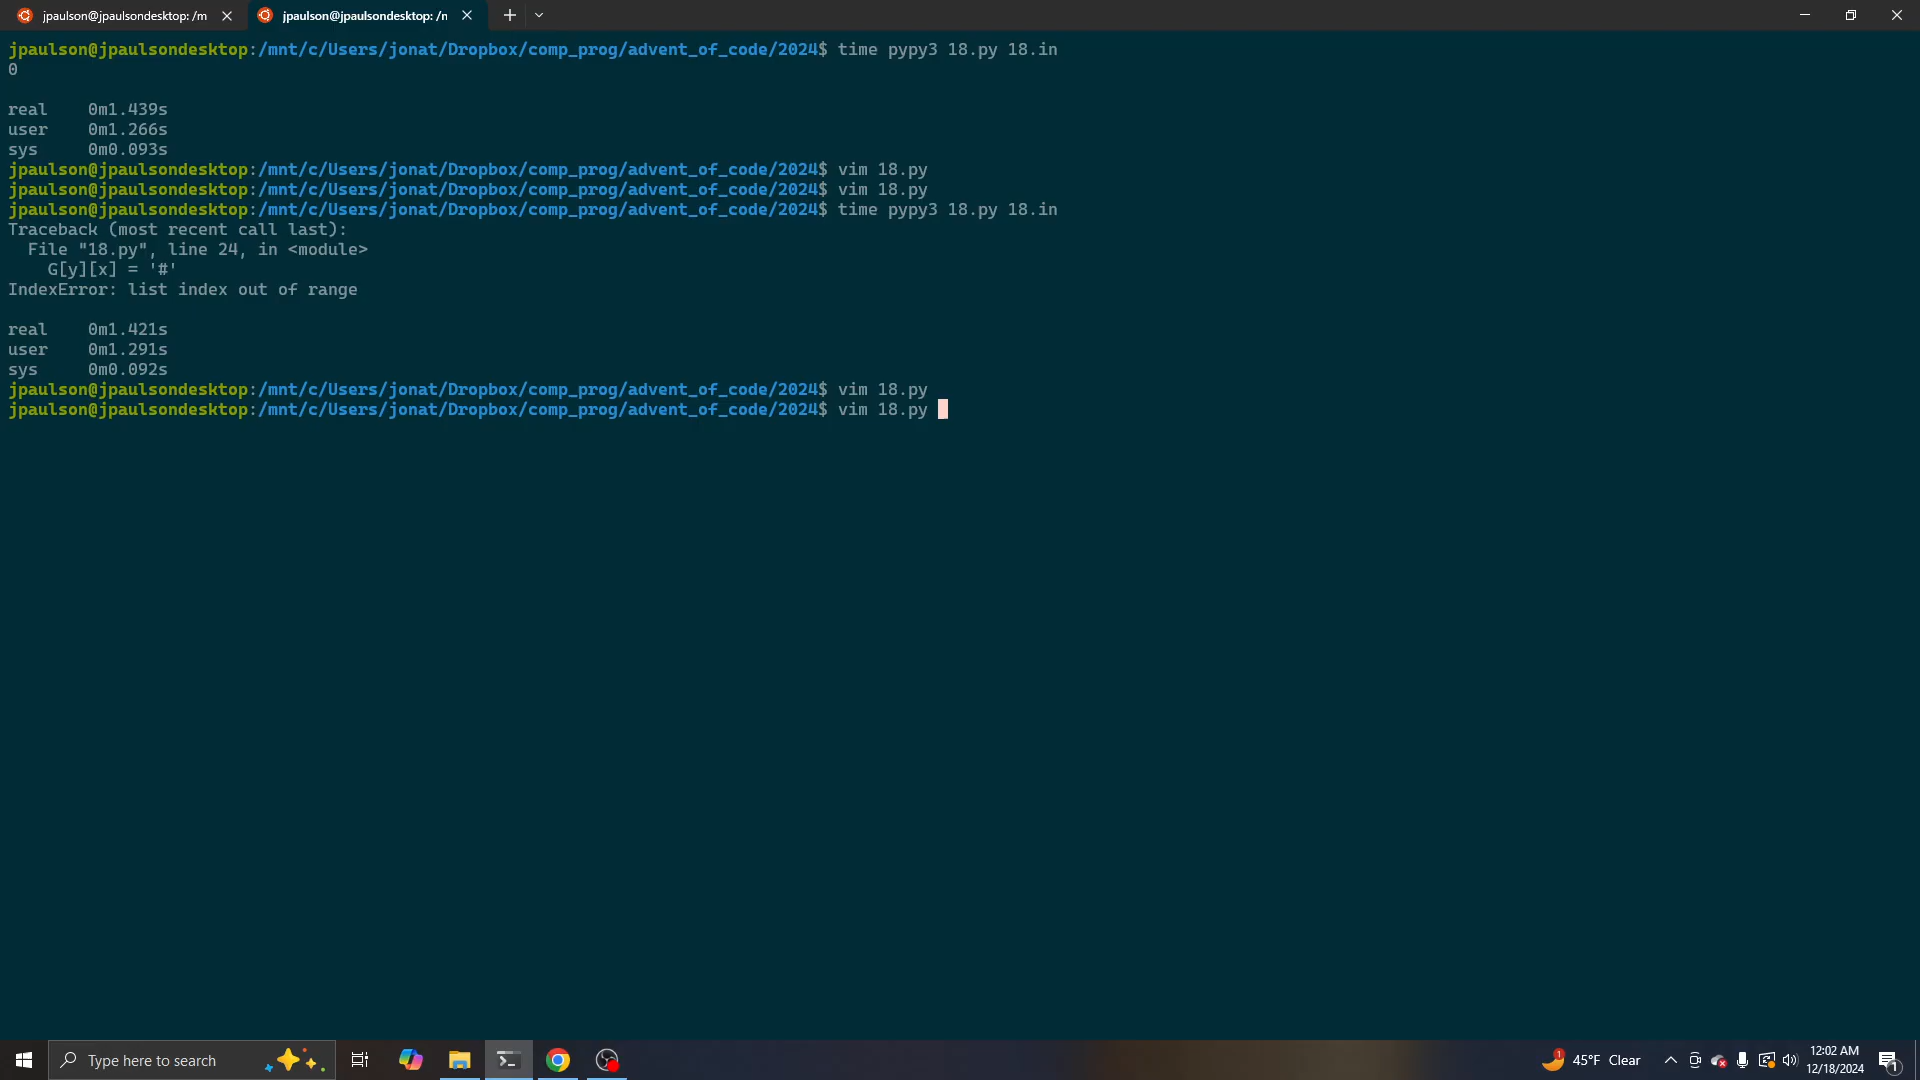 jpaulson@jpaulsondesktop: /m
jpaulson@jpaulsondesktop: /n
jpaulson@jpaulsondesktop:/mnt/c/Users/jonat/Dropbox/comp_prog/advent_of_code/2024$ time pypy3 18.py 18.in
0
real 0m1.439s
user 0m1.266s
sys 0m0.093s
jpaulson@jpaulsondesktop:/mnt/c/Users/jonat/Dropbox/comp_prog/advent_of_code/2024$ vim 18.py
jpaulson@jpaulsondesktop:/mnt/c/Users/jonat/Dropbox/comp_prog/advent_of_code/2024$ vim 18.py
jpaulson@jpaulsondesktop:/mnt/c/Users/jonat/Dropbox/comp_prog/advent_of_code/2024$ time pypy3 18.py 18.in
Traceback (most recent call last):
  File "18.py", line 24, in <module>
    G[y][x] = '#'
IndexError: list index out of range
real 0m1.421s
user 0m1.291s
sys 0m0.092s
jpaulson@jpaulsondesktop:/mnt/c/Users/jonat/Dropbox/comp_prog/advent_of_code/2024$ vim 18.py
jpaulson@jpaulsondesktop:/mnt/c/Users/jonat/Dropbox/comp_prog/advent_of_code/2024$ vim 18.py
Type here to search
1
45°F Clear
12:02 AM
12/18/2024
1